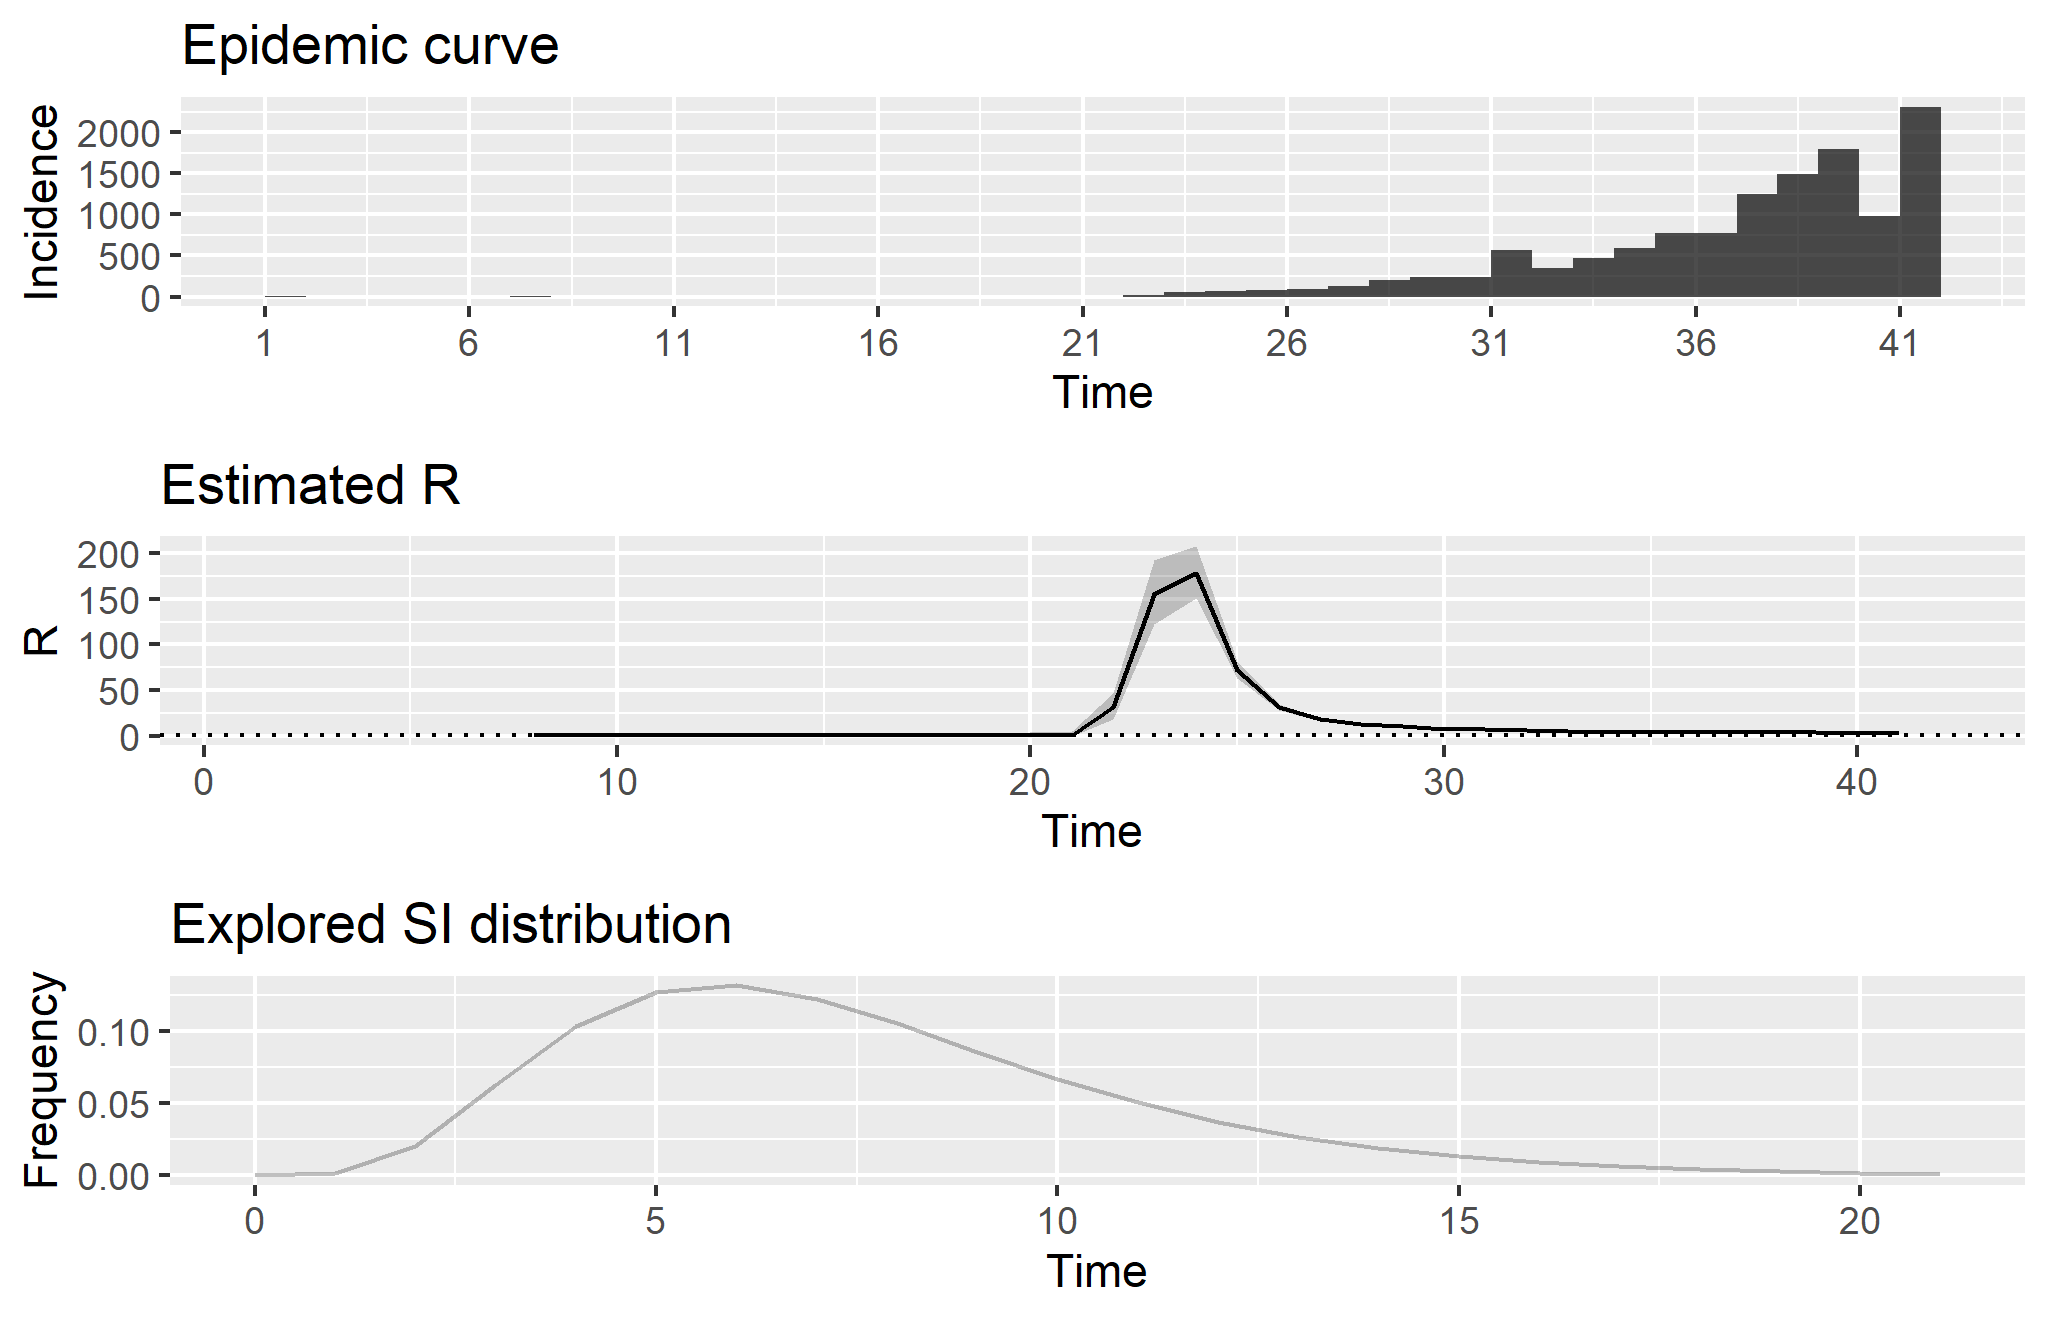 Epidemic curve
Incidence
2000
1500
1000
500
0
1 6 11 16 21 26 31 36 41
Time
Estimated R
R
200
150
100
50
0
0 10 20 30 40
Time
Explored SI distribution
Frequency
0.10
0.05
0.00
0 5 10 15 20
Time